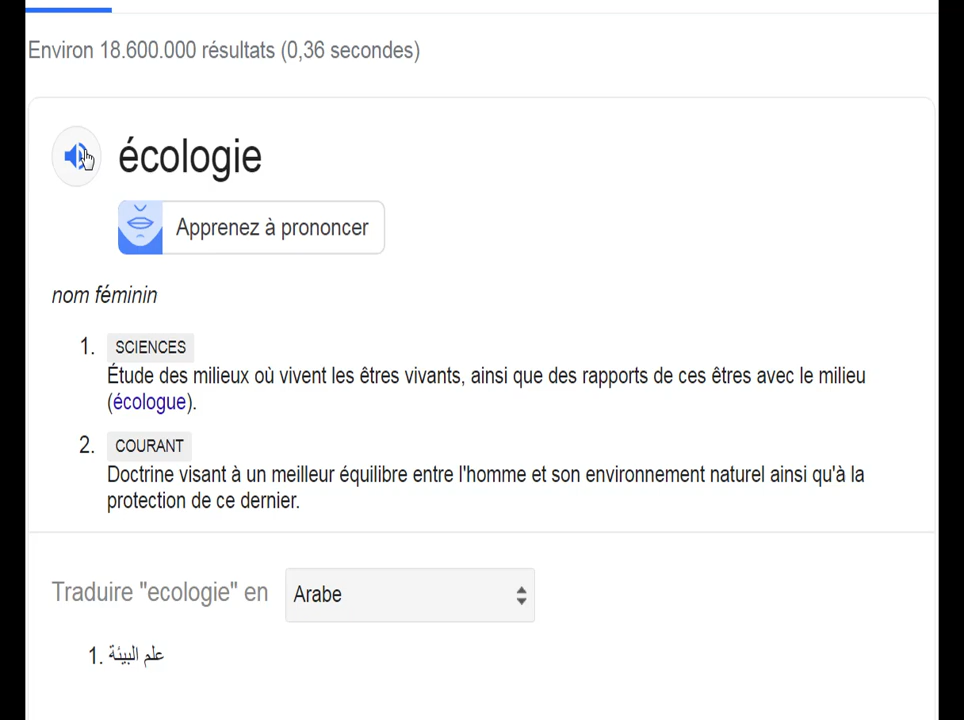 Environ 18.600.000 résultats (0,36 secondes)
écologie
Apprenez à prononcer
nom féminin
1. SCIENCES
Étude des milieux où vivent les êtres vivants, ainsi que des rapports de ces êtres avec le milieu
(écologue).
2. COURANT
Doctrine visant à un meilleur équilibre entre l'homme et son environnement naturel ainsi qu'à la
protection de ce dernier.
Traduire "ecologie" en Arabe
1. علم البيئة